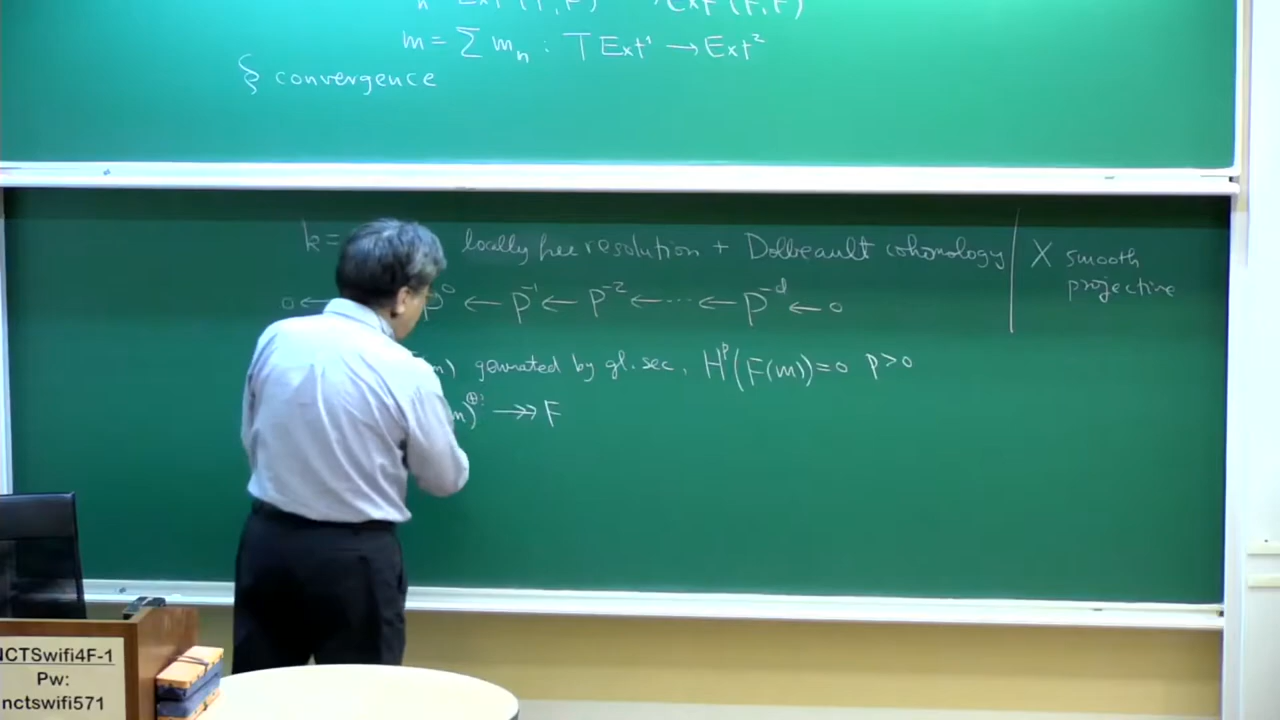 m = ∑ mₙ : T Ext¹ → Ext²
§ convergence
k = locally free resolution + Dolbeault cohomology | X smooth projective
0 ← P⁰ ← P⁻¹ ← P⁻² ← ⋯ ← P⁻ᵈ ← 0
m) generated by gl. sec, Hᵖ(F(m)) = 0 p > 0
m)^⊕? ↠ F
NCTSwifi4F-1
Pw:
nctswifi571